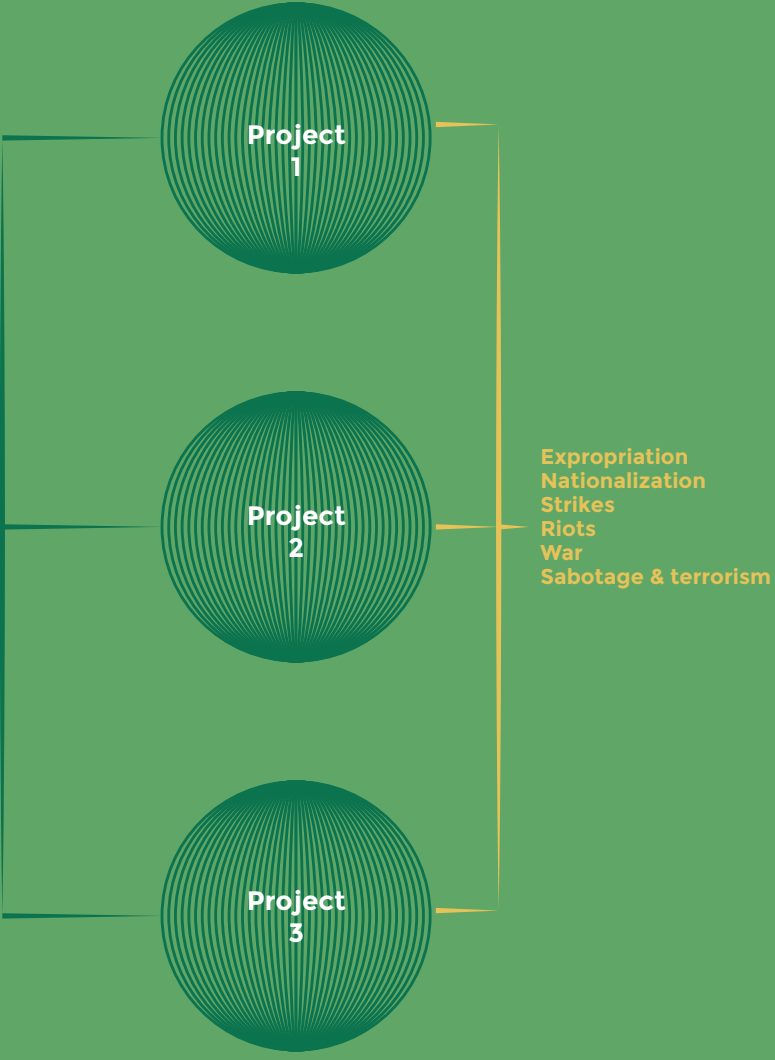 Project
1
Project
2
Expropriation
Nationalization
Strikes
Riots
War
Sabotage & terrorism
Project
3